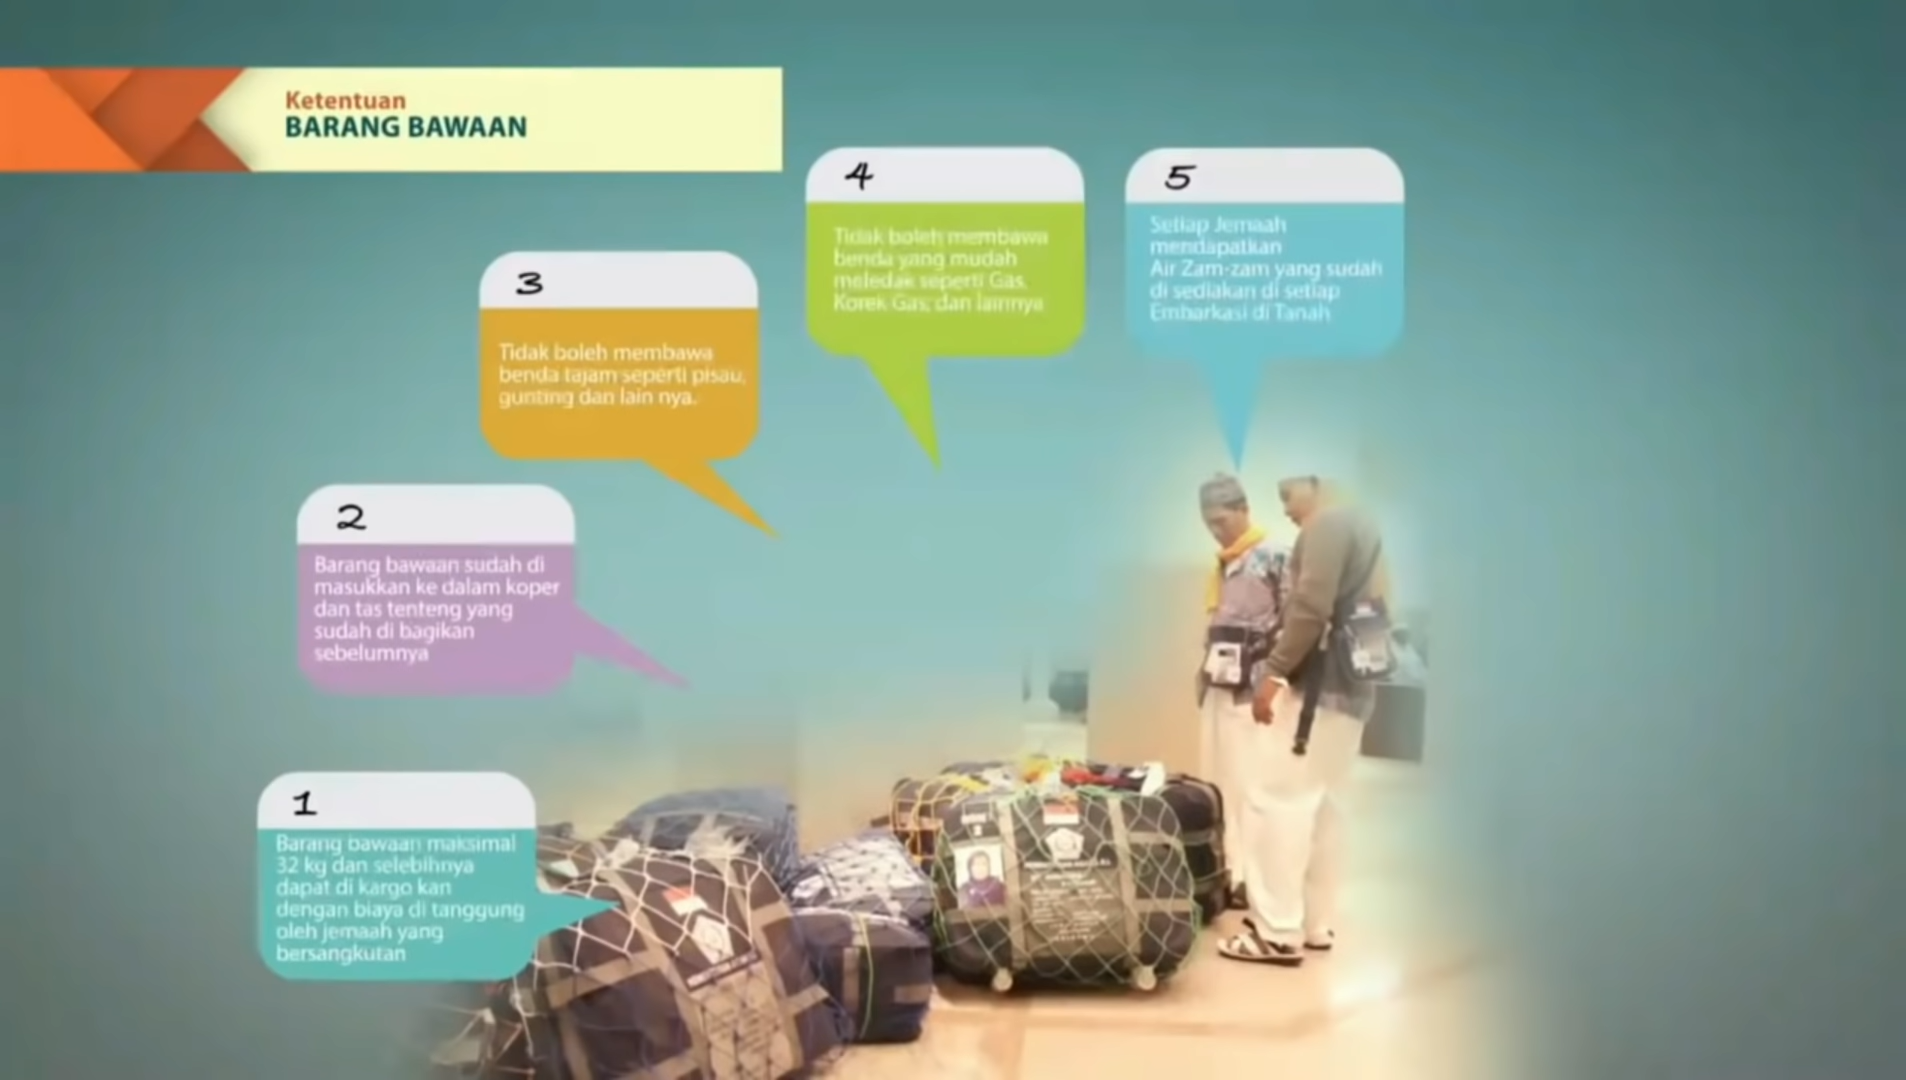 Ketentuan
BARANG BAWAAN
1
Barang bawaan maksimal
32 kg dan selebihnya
dapat di kargo kan
dengan biaya di tanggung
oleh jemaah yang
bersangkutan
2
Barang bawaan sudah di
masukkan ke dalam koper
dan tas tenteng yang
sudah di bagikan
sebelumnya
3
Tidak boleh membawa
benda tajam seperti pisau,
gunting dan lain nya.
4
Tidak boleh membawa
benda yang mudah
meledak seperti Gas,
Korek Gas, dan lainnya
5
Setiap Jemaah
mendapatkan
Air Zam-zam yang sudah
di sediakan di setiap
Embarkasi di Tanah